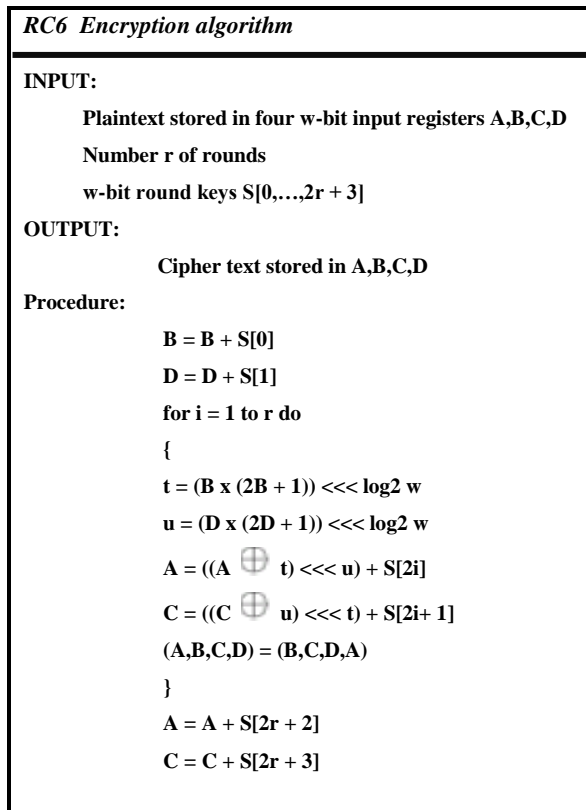 RC6 Encryption algorithm
INPUT:
Plaintext stored in four w-bit input registers A,B,C,D
Number r of rounds
w-bit round keys S[0,…,2r + 3]
OUTPUT:
Cipher text stored in A,B,C,D
Procedure:
B = B + S[0]
D = D + S[1]
for i = 1 to r do
{
t = (B x (2B + 1)) <<< log2 w
u = (D x (2D + 1)) <<< log2 w
A = ((A ⊕ t) <<< u) + S[2i]
C = ((C ⊕ u) <<< t) + S[2i+ 1]
(A,B,C,D) = (B,C,D,A)
}
A = A + S[2r + 2]
C = C + S[2r + 3]